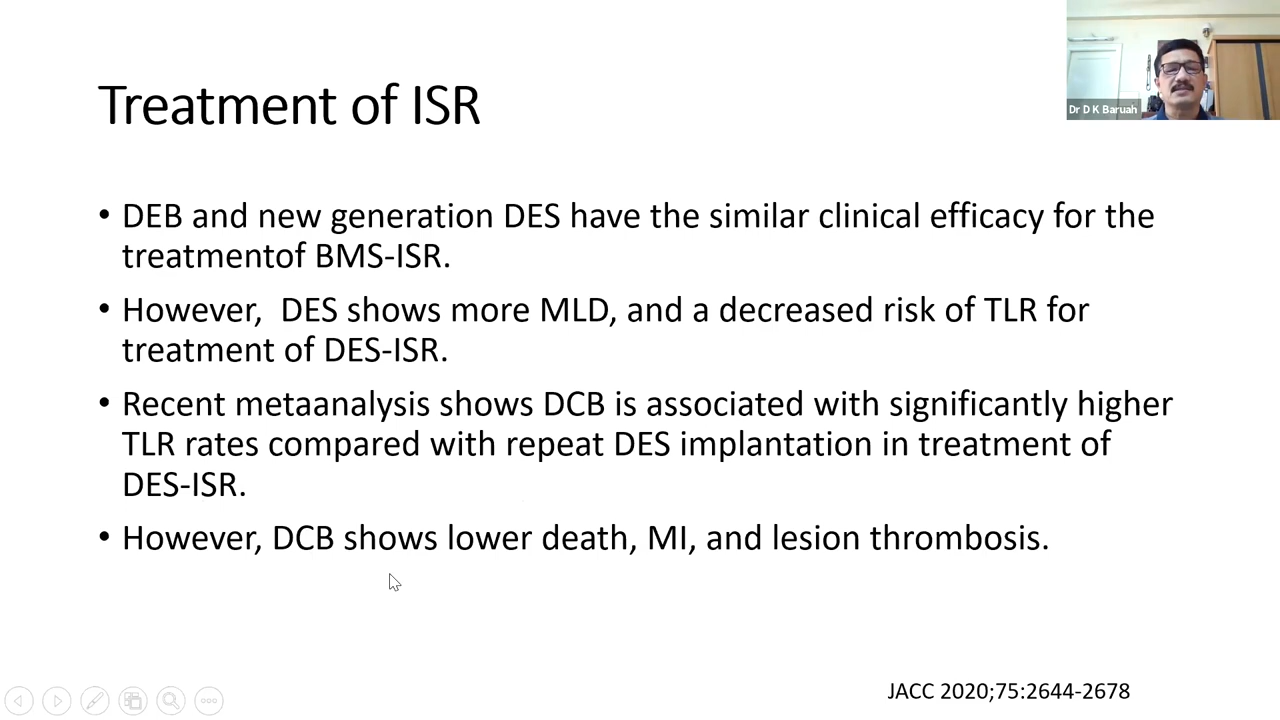 Dr D K Baruah
Treatment of ISR
• DEB and new generation DES have the similar clinical efficacy for the
treatmentof BMS-ISR.
• However,  DES shows more MLD, and a decreased risk of TLR for
treatment of DES-ISR.
• Recent metaanalysis shows DCB is associated with significantly higher
TLR rates compared with repeat DES implantation in treatment of
DES-ISR.
• However, DCB shows lower death, MI, and lesion thrombosis.
JACC 2020;75:2644-2678